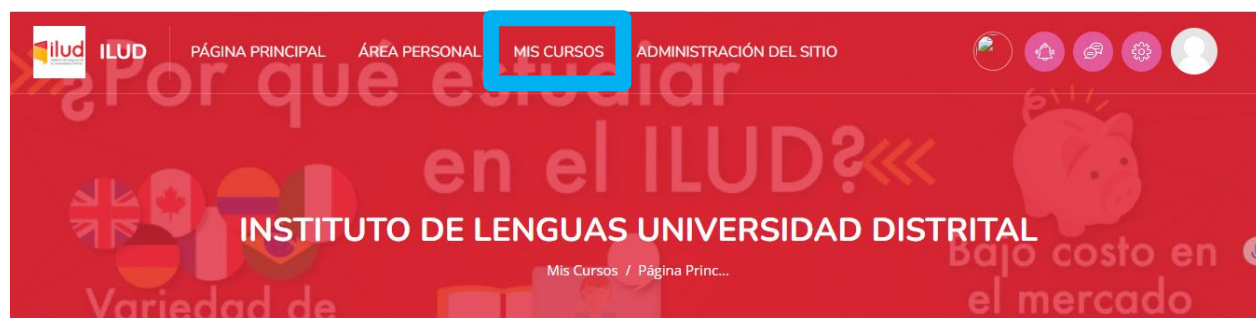 ilud ILUD PÁGINA PRINCIPAL ÁREA PERSONAL MIS CURSOS ADMINISTRACIÓN DEL SITIO
¿Por qué estudiar
en el ILUD?
INSTITUTO DE LENGUAS UNIVERSIDAD DISTRITAL
Mis Cursos / Página Princ...
Bajo costo en
el mercado
Variedad de